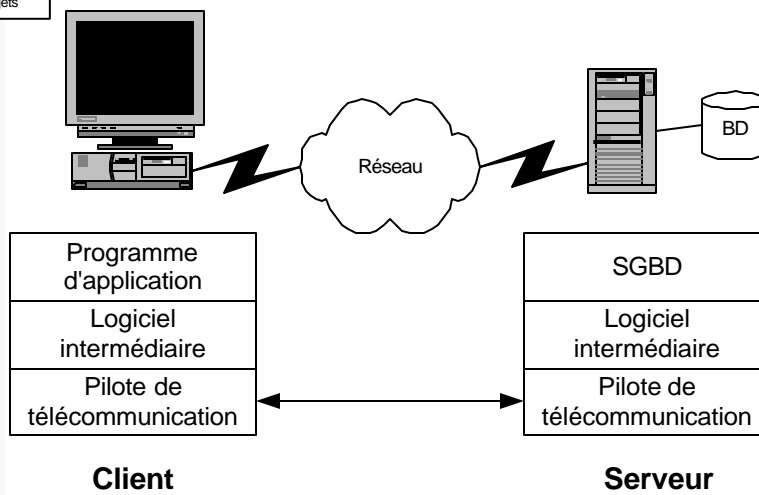 Réseau
BD
Programme
d'application
Logiciel
intermédiaire
Pilote de
télécommunication
SGBD
Logiciel
intermédiaire
Pilote de
télécommunication
Client
Serveur